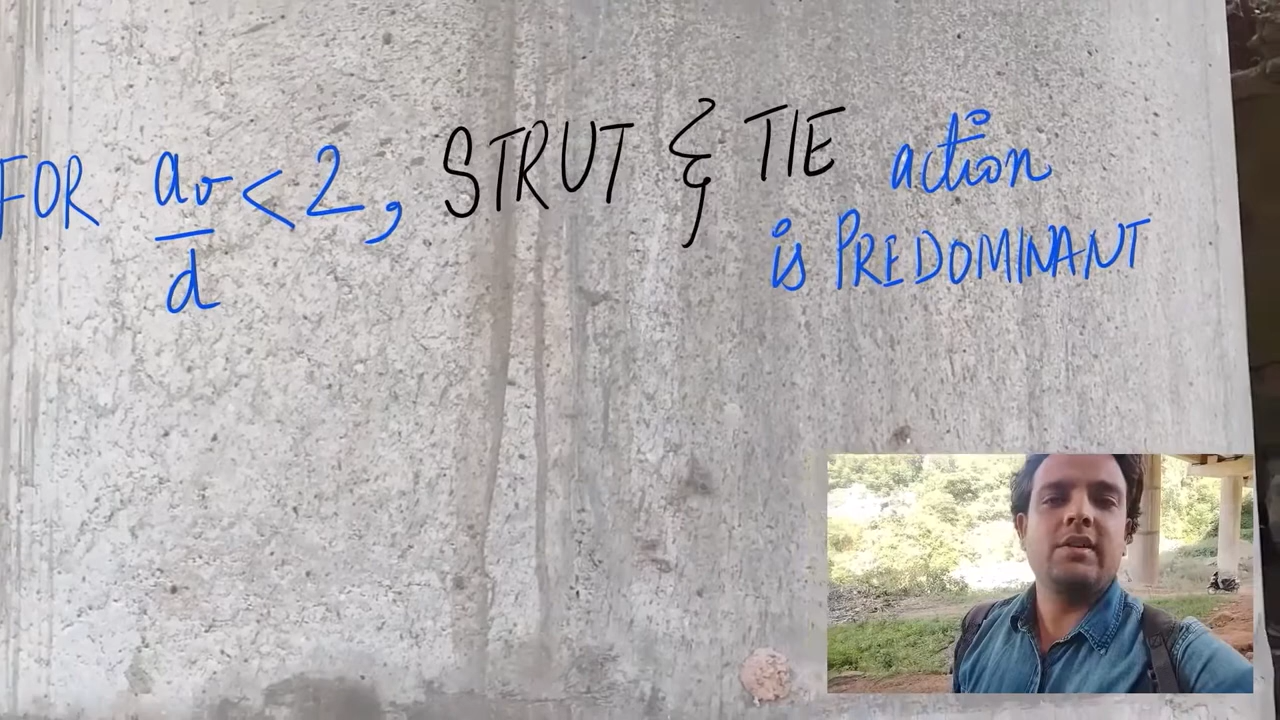 FOR av/d < 2, STRUT & TIE action
is PREDOMINANT